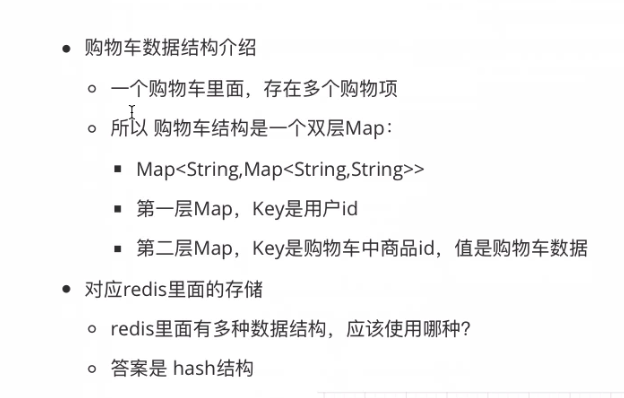 购物车数据结构介绍
一个购物车里面，存在多个购物项
所以 购物车结构是一个双层Map：
Map<String,Map<String,String>>
第一层Map，Key是用户id
第二层Map，Key是购物车中商品id，值是购物车数据
对应redis里面的存储
redis里面有多种数据结构，应该使用哪种？
答案是 hash结构